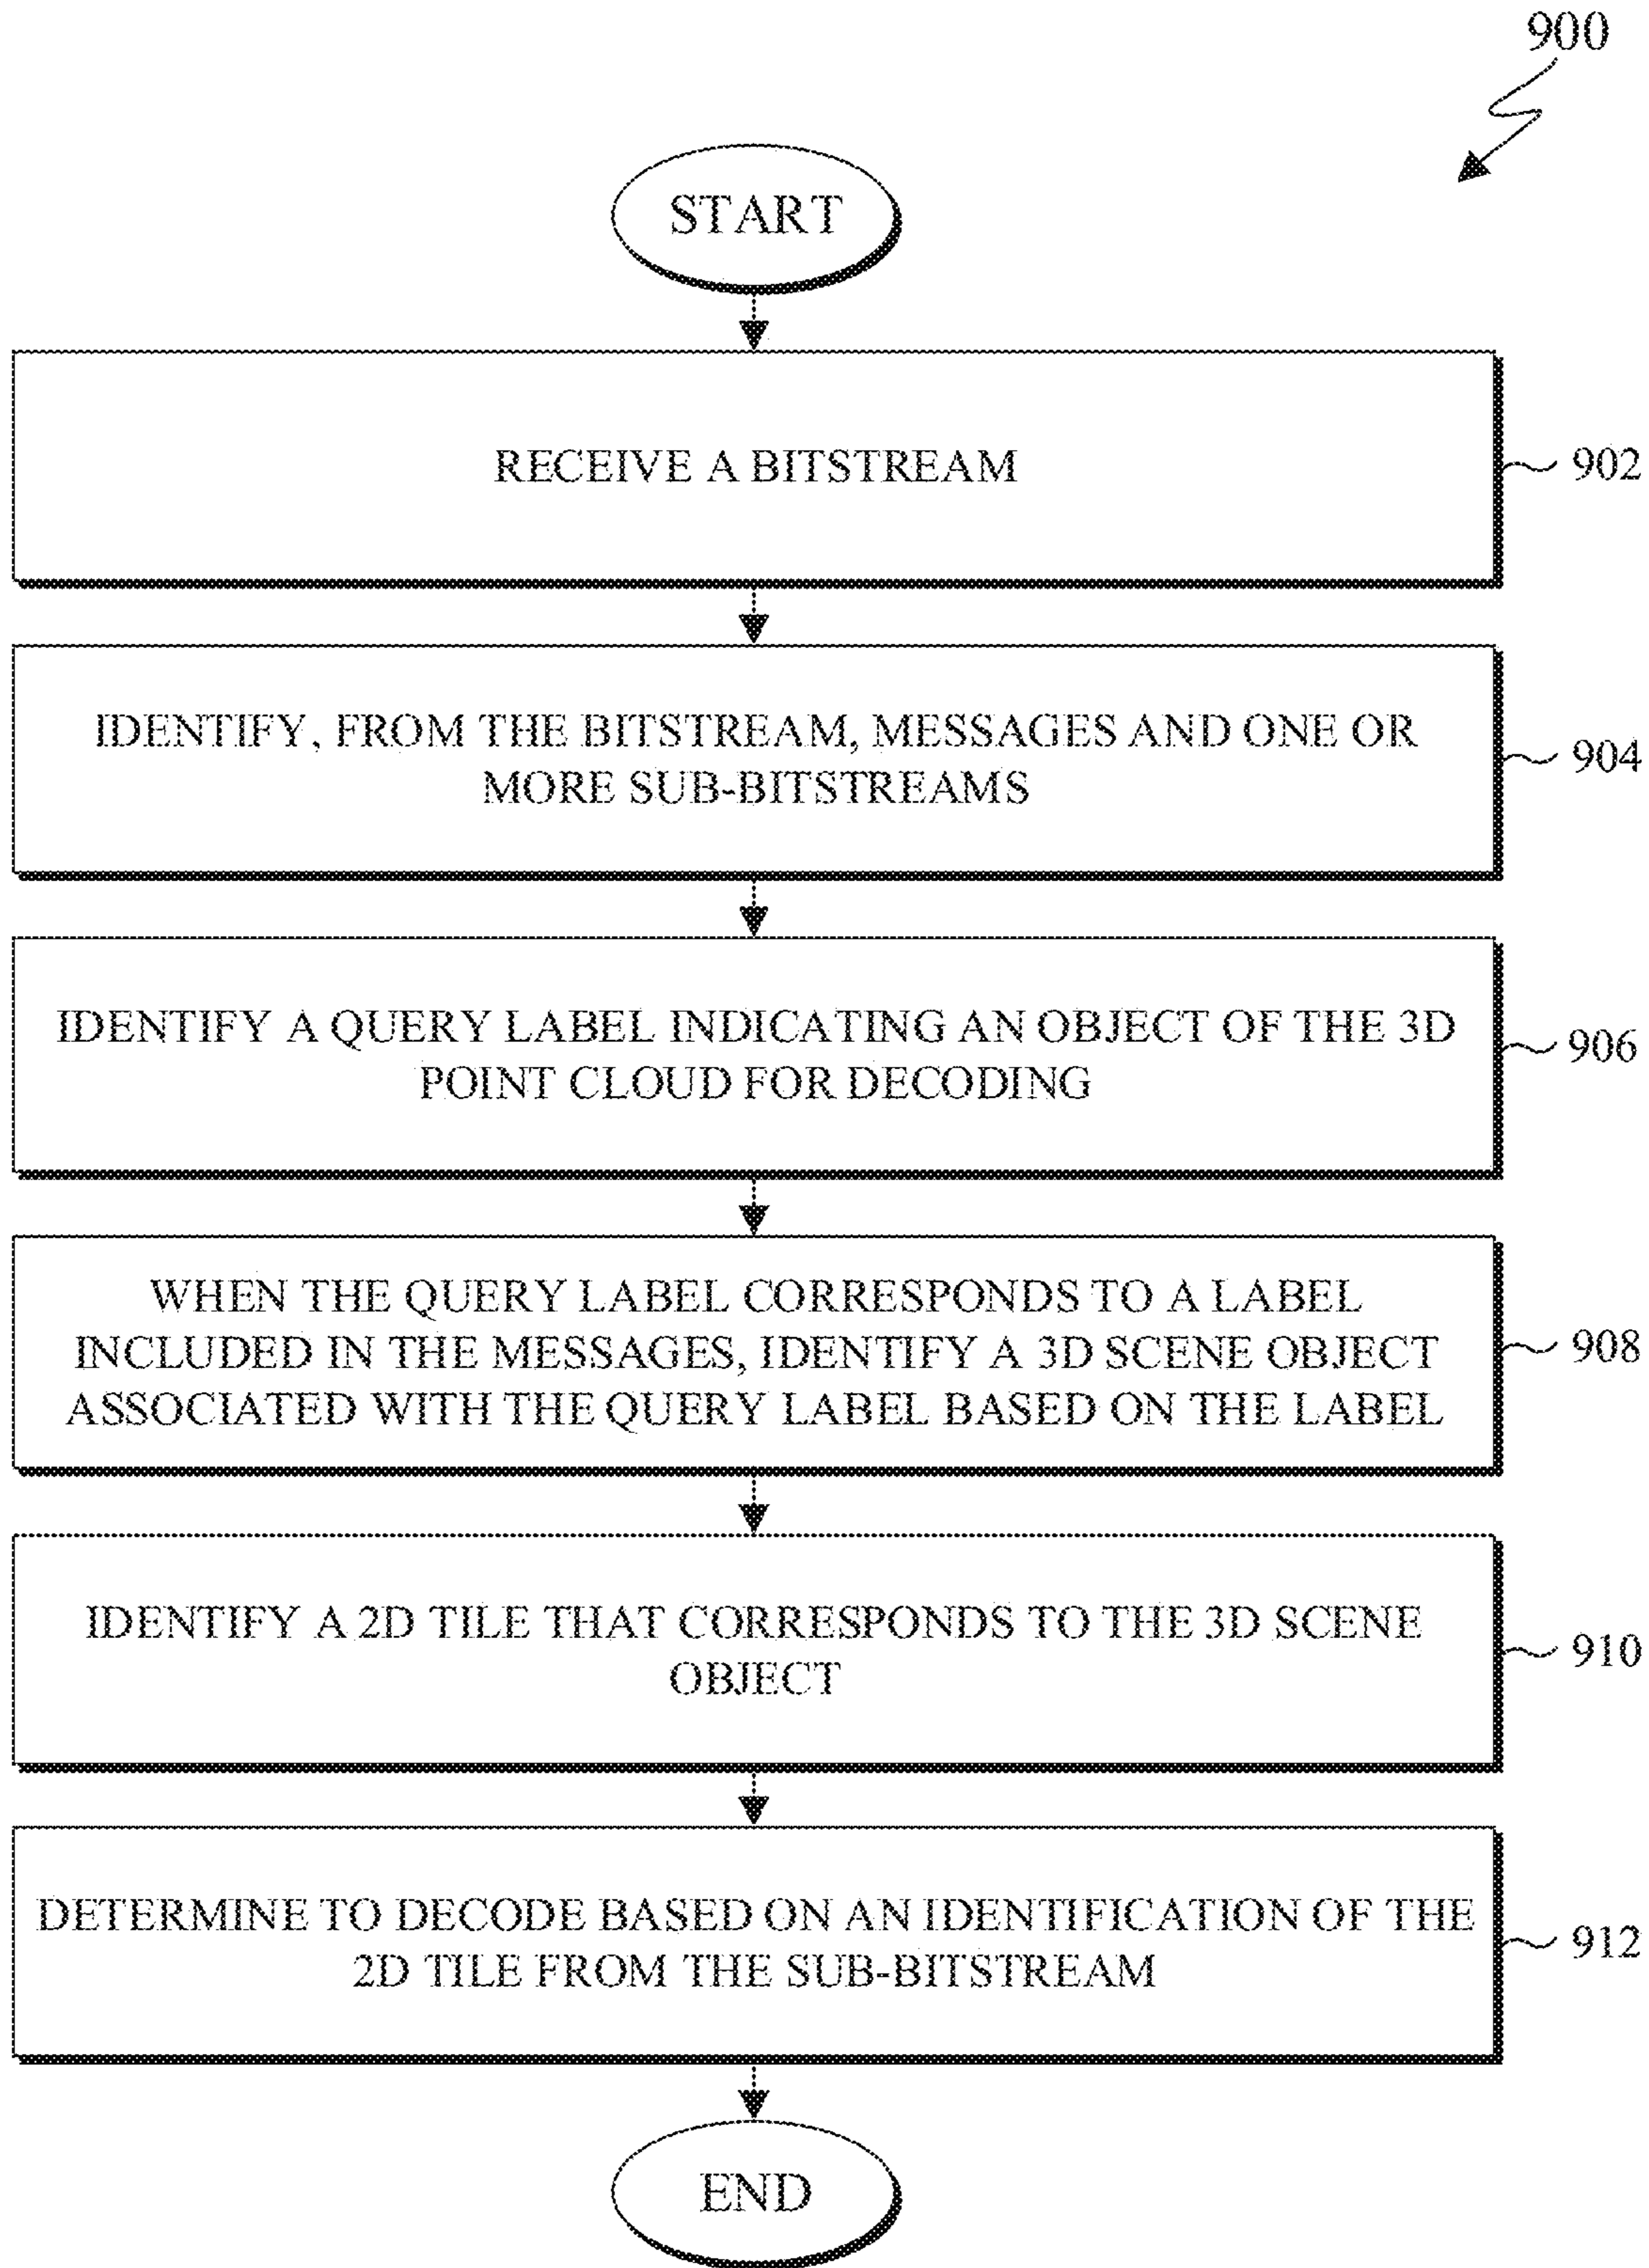 900
START
RECEIVE A BITSTREAM
902
IDENTIFY, FROM THE BITSTREAM, MESSAGES AND ONE OR
MORE SUB-BITSTREAMS
904
IDENTIFY A QUERY LABEL INDICATING AN OBJECT OF THE 3D
POINT CLOUD FOR DECODING
906
WHEN THE QUERY LABEL CORRESPONDS TO A LABEL
INCLUDED IN THE MESSAGES, IDENTIFY A 3D SCENE OBJECT
ASSOCIATED WITH THE QUERY LABEL BASED ON THE LABEL
908
IDENTIFY A 2D TILE THAT CORRESPONDS TO THE 3D SCENE
OBJECT
910
DETERMINE TO DECODE BASED ON AN IDENTIFICATION OF THE
2D TILE FROM THE SUB-BITSTREAM
912
END